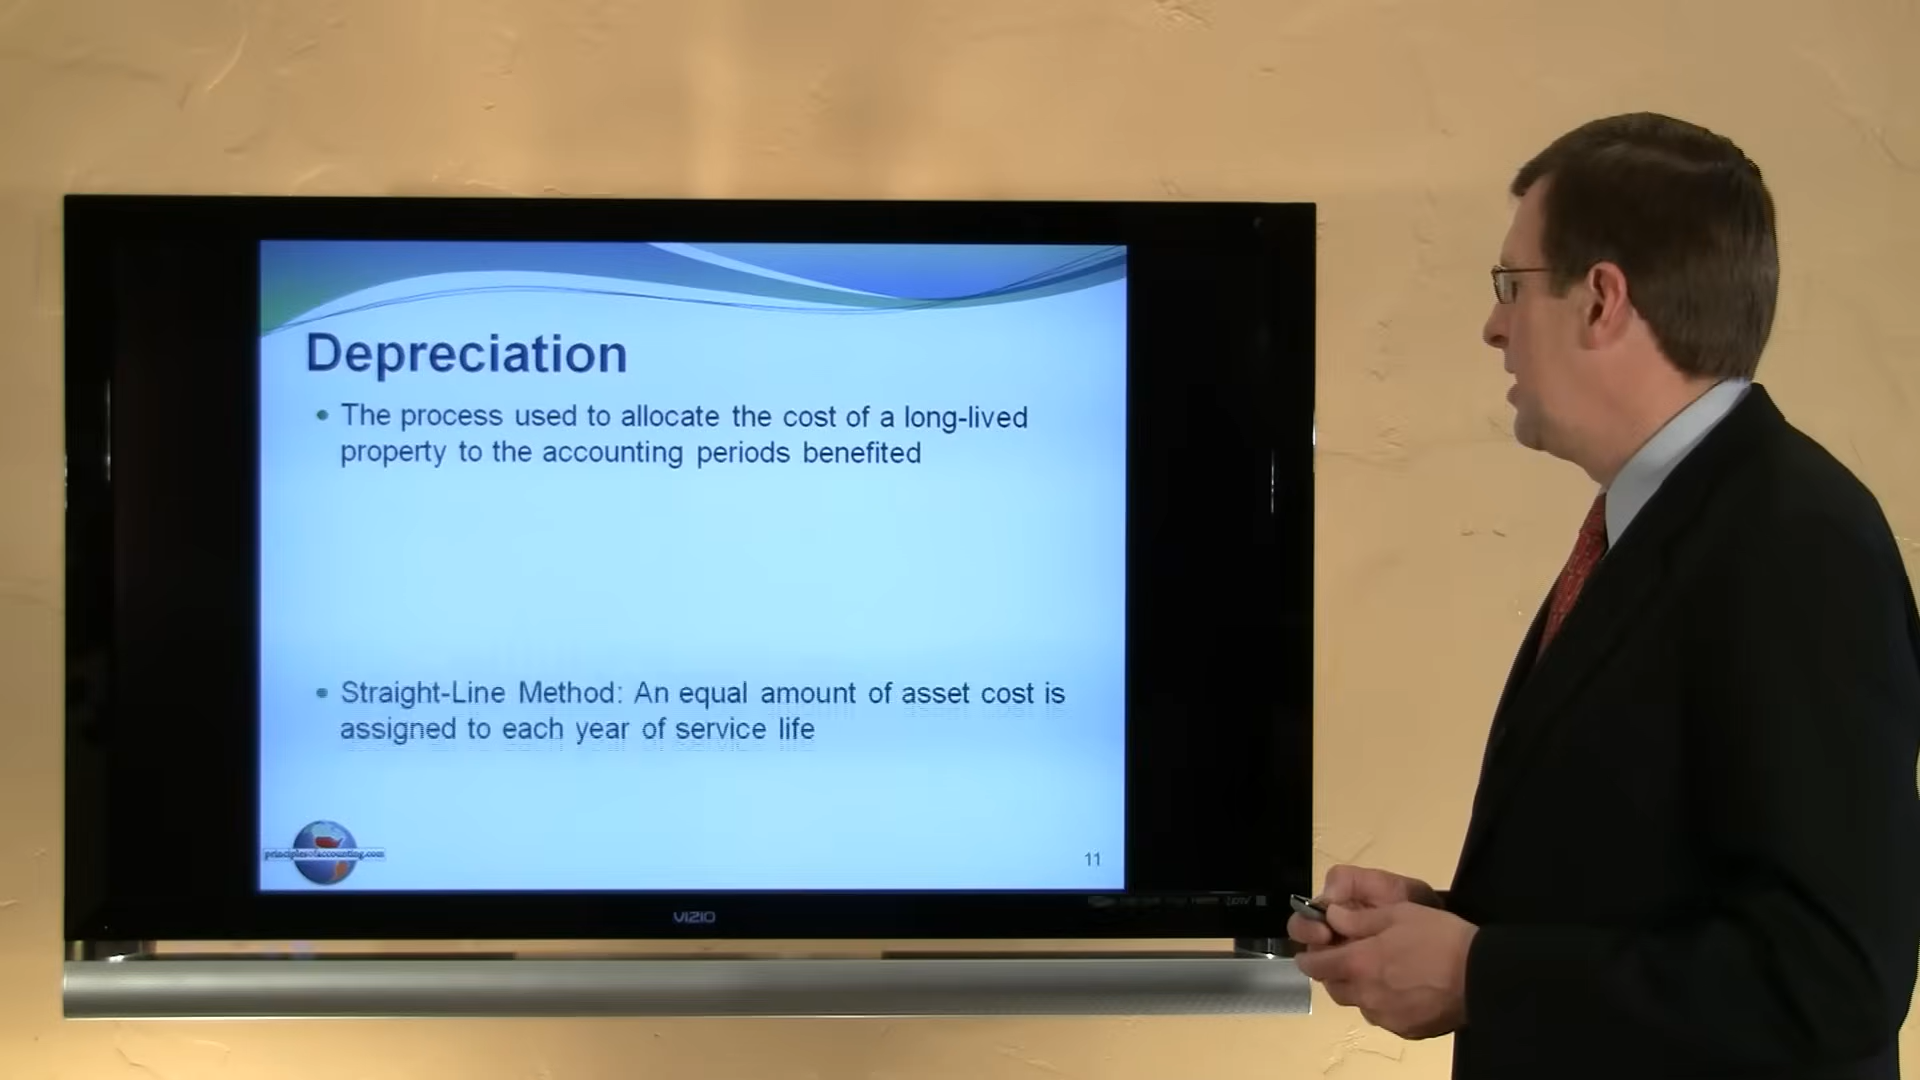 Depreciation
• The process used to allocate the cost of a long-lived
property to the accounting periods benefited
• Straight-Line Method: An equal amount of asset cost is
assigned to each year of service life
principlesofaccounting.com
11
VIZIO